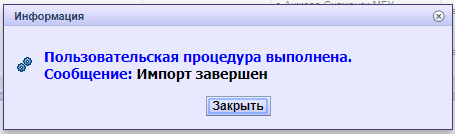 Информация
Пользовательская процедура выполнена.
Сообщение: Импорт завершен
Закрыть